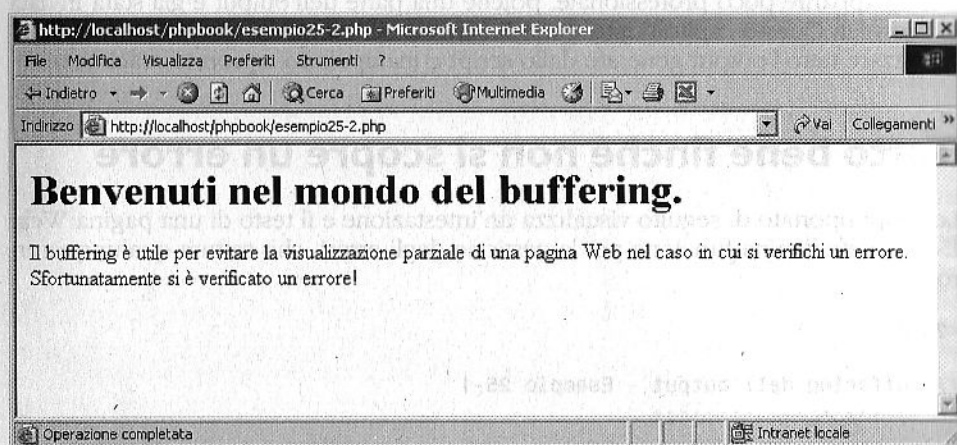 http://localhost/phpbook/esempio25-2.php - Microsoft Internet Explorer
File Modifica Visualizza Preferiti Strumenti ?
Indietro Cerca Preferiti Multimedia
Indirizzo http://localhost/phpbook/esempio25-2.php Vai Collegamenti »
Benvenuti nel mondo del buffering.
Il buffering è utile per evitare la visualizzazione parziale di una pagina Web nel caso in cui si verifichi un errore.
Sfortunatamente si è verificato un errore!
Operazione completata Intranet locale